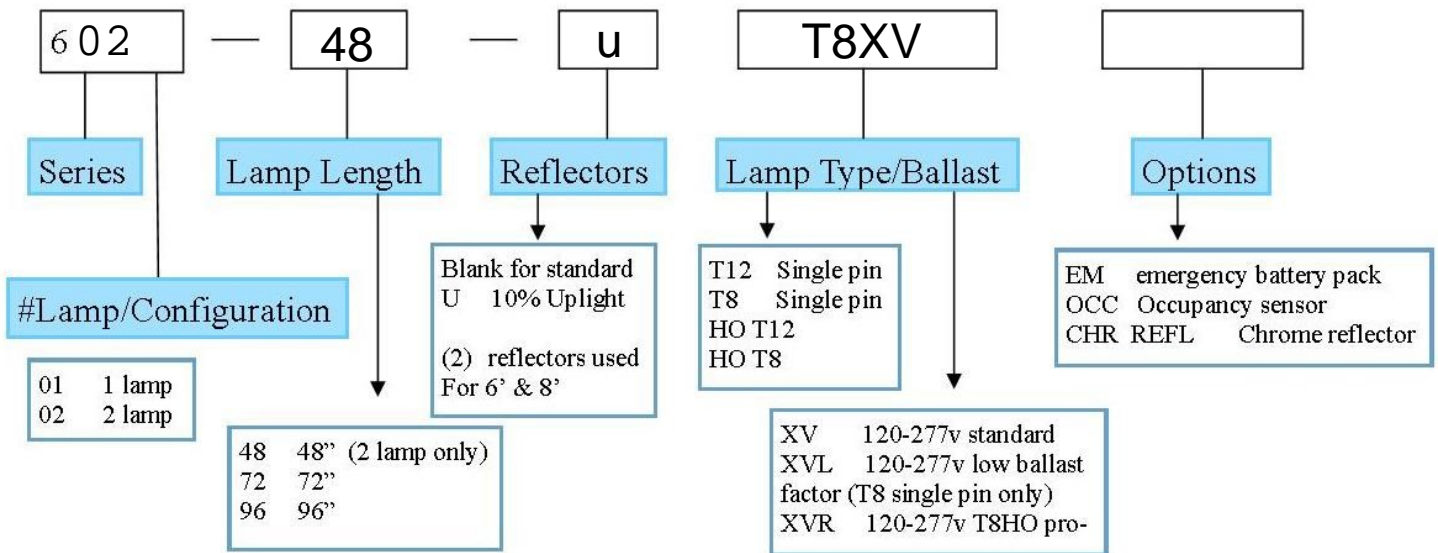 602 — 48 — u T8XV
Series
Lamp Length
Reflectors
Lamp Type/Ballast
Options
#Lamp/Configuration
01 1 lamp
02 2 lamp
48 48” (2 lamp only)
72 72”
96 96”
Blank for standard
U 10% Uplight
(2) reflectors used
For 6’ & 8’
T12 Single pin
T8 Single pin
HO T12
HO T8
XV 120-277v standard
XVL 120-277v low ballast
factor (T8 single pin only)
XVR 120-277v T8HO pro-
EM emergency battery pack
OCC Occupancy sensor
CHR REFL Chrome reflector